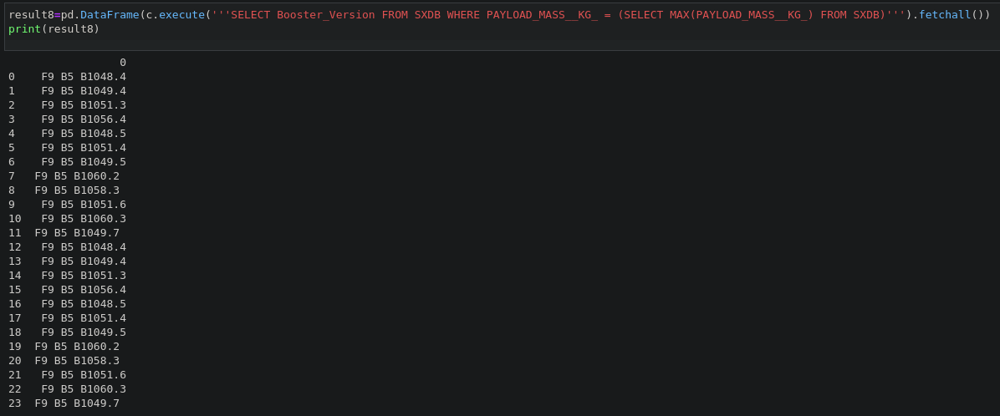 result8=pd.DataFrame(c.execute('''SELECT Booster_Version FROM SXDB WHERE PAYLOAD_MASS__KG_ = (SELECT MAX(PAYLOAD_MASS__KG_) FROM SXDB)''').fetchall())
print(result8)
0
0    F9 B5 B1048.4
1    F9 B5 B1049.4
2    F9 B5 B1051.3
3    F9 B5 B1056.4
4    F9 B5 B1048.5
5    F9 B5 B1051.4
6    F9 B5 B1049.5
7   F9 B5 B1060.2
8   F9 B5 B1058.3
9    F9 B5 B1051.6
10   F9 B5 B1060.3
11  F9 B5 B1049.7
12   F9 B5 B1048.4
13   F9 B5 B1049.4
14   F9 B5 B1051.3
15   F9 B5 B1056.4
16   F9 B5 B1048.5
17   F9 B5 B1051.4
18   F9 B5 B1049.5
19  F9 B5 B1060.2
20  F9 B5 B1058.3
21   F9 B5 B1051.6
22   F9 B5 B1060.3
23  F9 B5 B1049.7